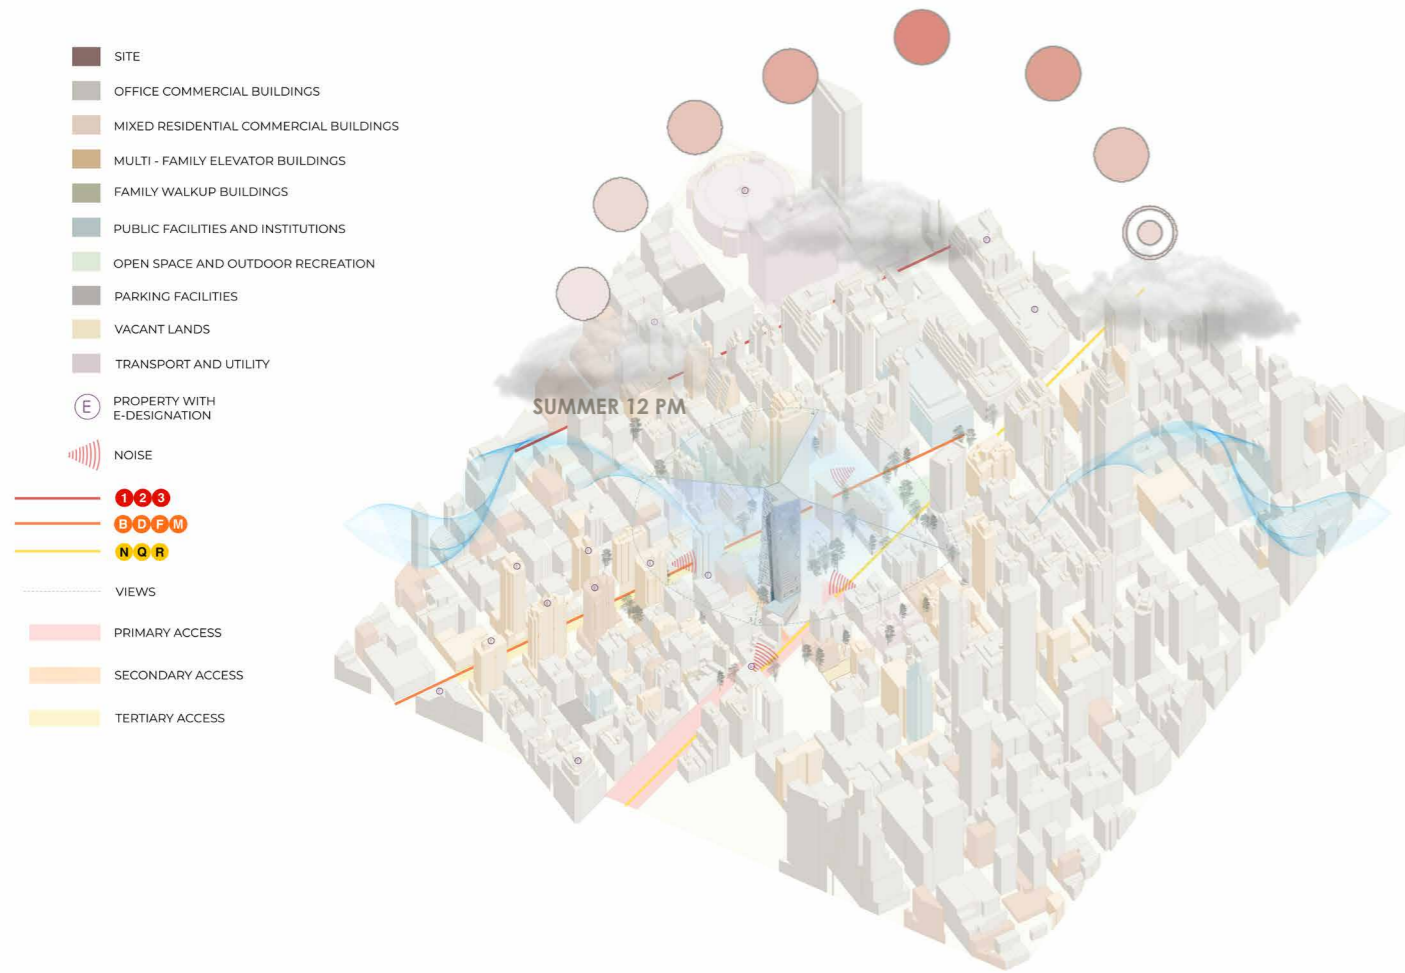 SITE
OFFICE COMMERCIAL BUILDINGS
MIXED RESIDENTIAL COMMERCIAL BUILDINGS
MULTI - FAMILY ELEVATOR BUILDINGS
FAMILY WALKUP BUILDINGS
PUBLIC FACILITIES AND INSTITUTIONS
OPEN SPACE AND OUTDOOR RECREATION
PARKING FACILITIES
VACANT LANDS
TRANSPORT AND UTILITY
E PROPERTY WITH
E-DESIGNATION
NOISE
1 2 3
B D F M
N Q R
VIEWS
PRIMARY ACCESS
SECONDARY ACCESS
TERTIARY ACCESS
SUMMER 12 PM